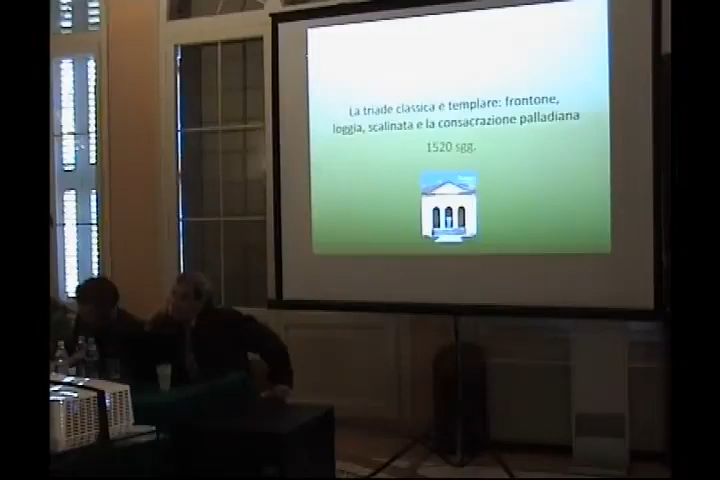 La triade classica e templare: frontone,
loggia, scalinata e la consacrazione palladiana
1520 sgg.